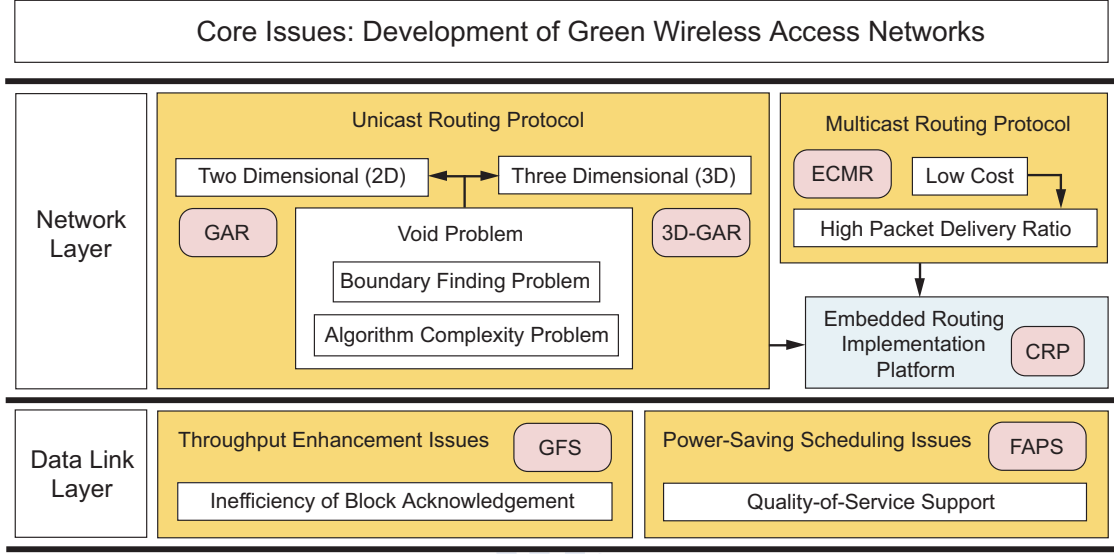 Core Issues: Development of Green Wireless Access Networks
Network
Layer
Unicast Routing Protocol
Two Dimensional (2D)
Three Dimensional (3D)
GAR
Void Problem
3D-GAR
Boundary Finding Problem
Algorithm Complexity Problem
Multicast Routing Protocol
ECMR
Low Cost
High Packet Delivery Ratio
Embedded Routing
Implementation
Platform
CRP
Data Link
Layer
Throughput Enhancement Issues
GFS
Inefficiency of Block Acknowledgement
Power-Saving Scheduling Issues
FAPS
Quality-of-Service Support